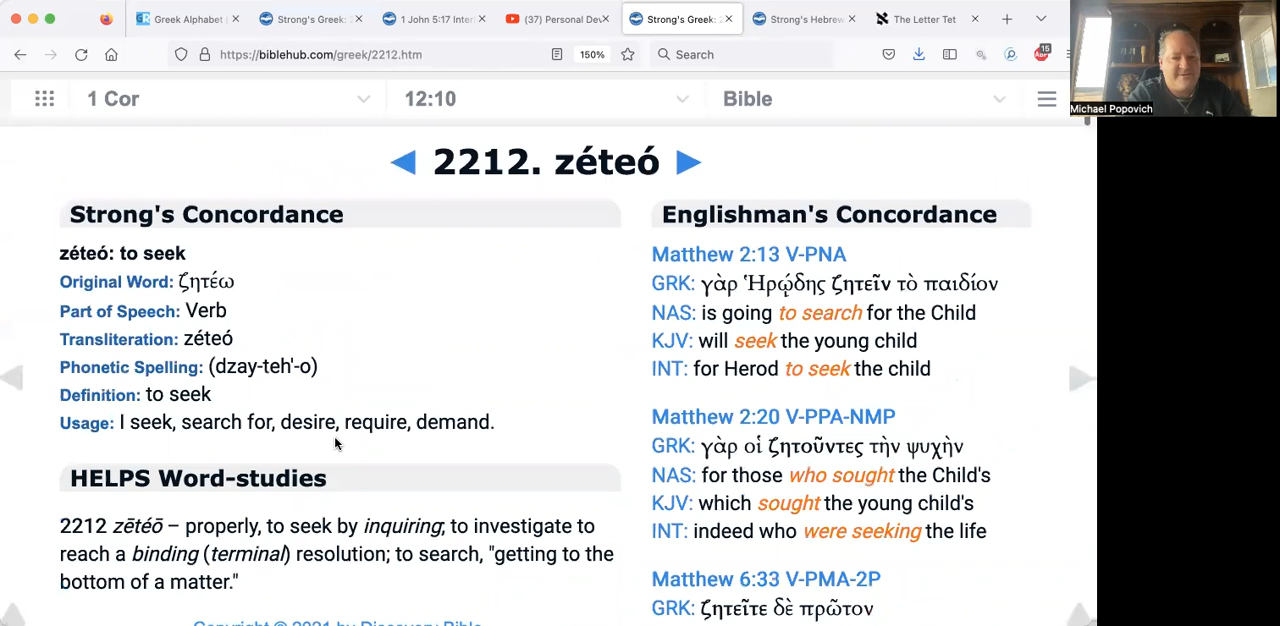 Greek Alphabet
Strong's Greek:
1 John 5:17 Inter
(37) Personal Dev
Strong's Greek:
Strong's Hebrew
The Letter Tet
https://biblehub.com/greek/2212.htm
150%
Search
15
1 Cor
12:10
Bible
Michael Popovich
2212. zéteó
Strong's Concordance
zéteó: to seek
Original Word: ζητέω
Part of Speech: Verb
Transliteration: zéteó
Phonetic Spelling: (dzay-teh'-o)
Definition: to seek
Usage: I seek, search for, desire, require, demand.
HELPS Word-studies
2212 zētéō – properly, to seek by inquiring; to investigate to
reach a binding (terminal) resolution; to search, "getting to the
bottom of a matter."
Copyright © 2021 by Discovery Bible
Englishman's Concordance
Matthew 2:13 V-PNA
GRK: γὰρ Ἡρῴδης ζητεῖν τὸ παιδίον
NAS: is going to search for the Child
KJV: will seek the young child
INT: for Herod to seek the child
Matthew 2:20 V-PPA-NMP
GRK: γὰρ οἱ ζητοῦντες τὴν ψυχὴν
NAS: for those who sought the Child's
KJV: which sought the young child's
INT: indeed who were seeking the life
Matthew 6:33 V-PMA-2P
GRK: ζητεῖτε δὲ πρῶτον